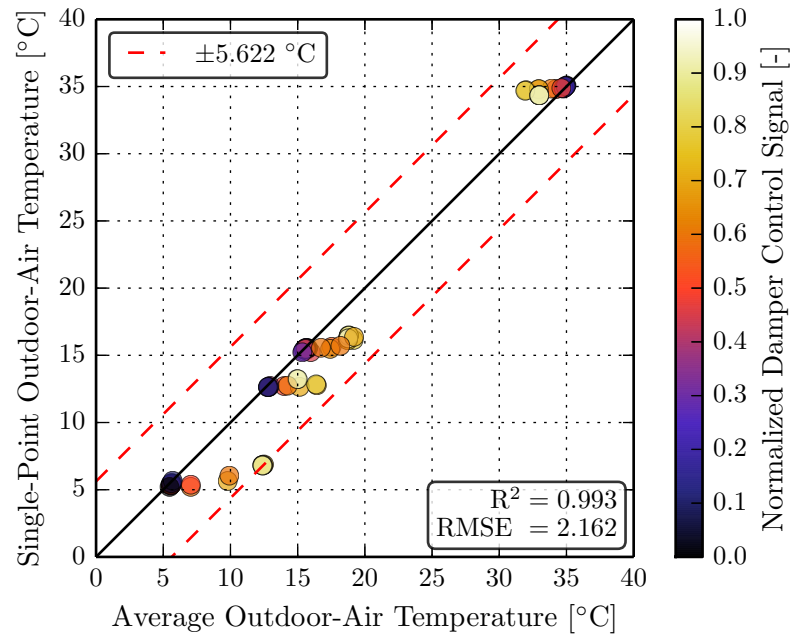 ±5.622 °C
R² = 0.993
RMSE = 2.162
Single-Point Outdoor-Air Temperature [°C]
40
35
30
25
20
15
10
5
0
0 5 10 15 20 25 30 35 40
Average Outdoor-Air Temperature [°C]
1.0
0.9
0.8
0.7
0.6
0.5
0.4
0.3
0.2
0.1
0.0
Normalized Damper Control Signal [-]